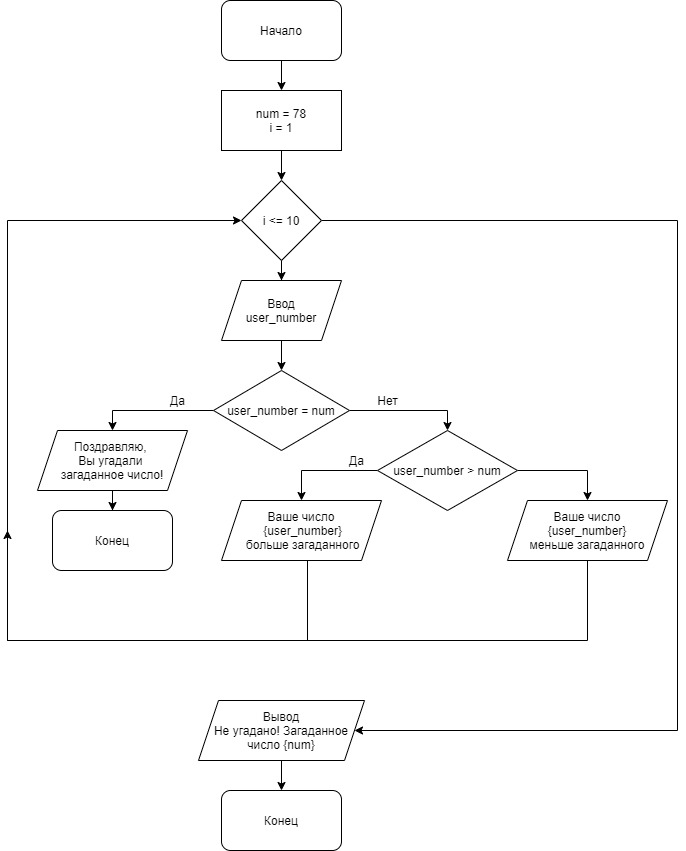 Начало
num = 78
i = 1
i <= 10
Ввод
user_number
user_number = num
Да
Нет
Поздравляю,
Вы угадали
загаданное число!
Конец
user_number > num
Да
Ваше число
{user_number}
больше загаданного
Ваше число
{user_number}
меньше загаданного
Вывод
Не угадано! Загаданное
число {num}
Конец